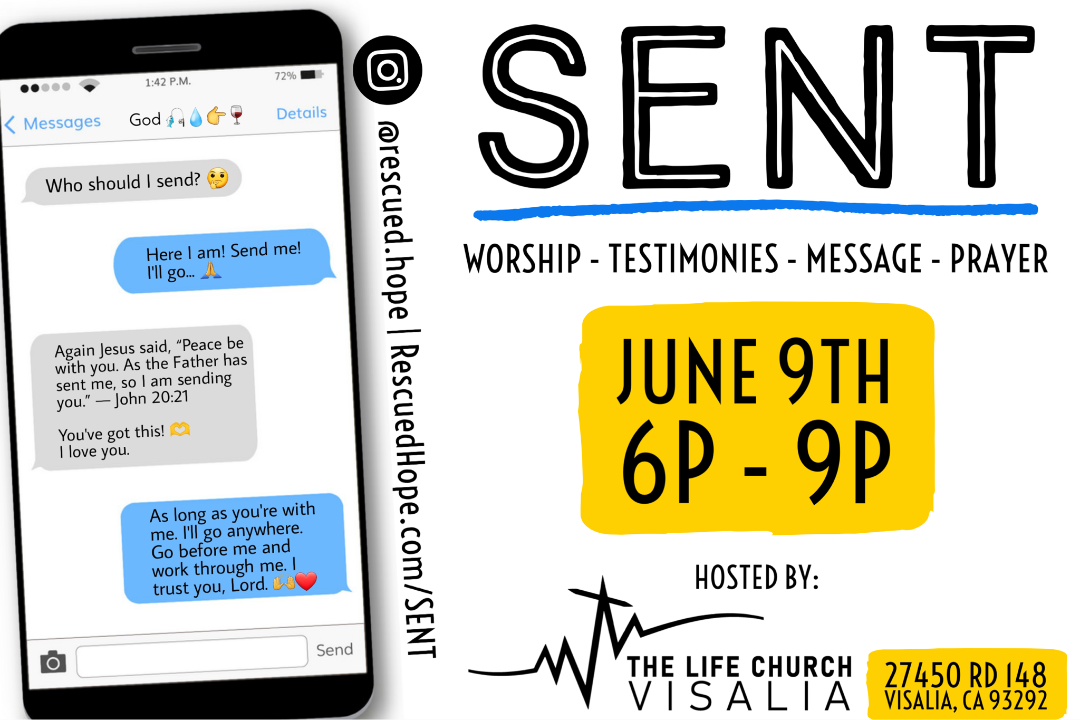 1:42 P.M.
72%
Messages
God 🎣💧👉🍷
Details
Who should I send? 🤔
Here I am! Send me!
I'll go... 🙏
Again Jesus said, “Peace be
with you. As the Father has
sent me, so I am sending
you.” — John 20:21
You've got this! 🫶
I love you.
As long as you're with
me. I'll go anywhere.
Go before me and
work through me. I
trust you, Lord. 🙌❤️
Send
@rescued.hope | RescuedHope.com/SENT
SENT
WORSHIP - TESTIMONIES - MESSAGE - PRAYER
JUNE 9TH
6P - 9P
HOSTED BY:
THE LIFE CHURCH
VISALIA
27450 RD 148
VISALIA, CA 93292